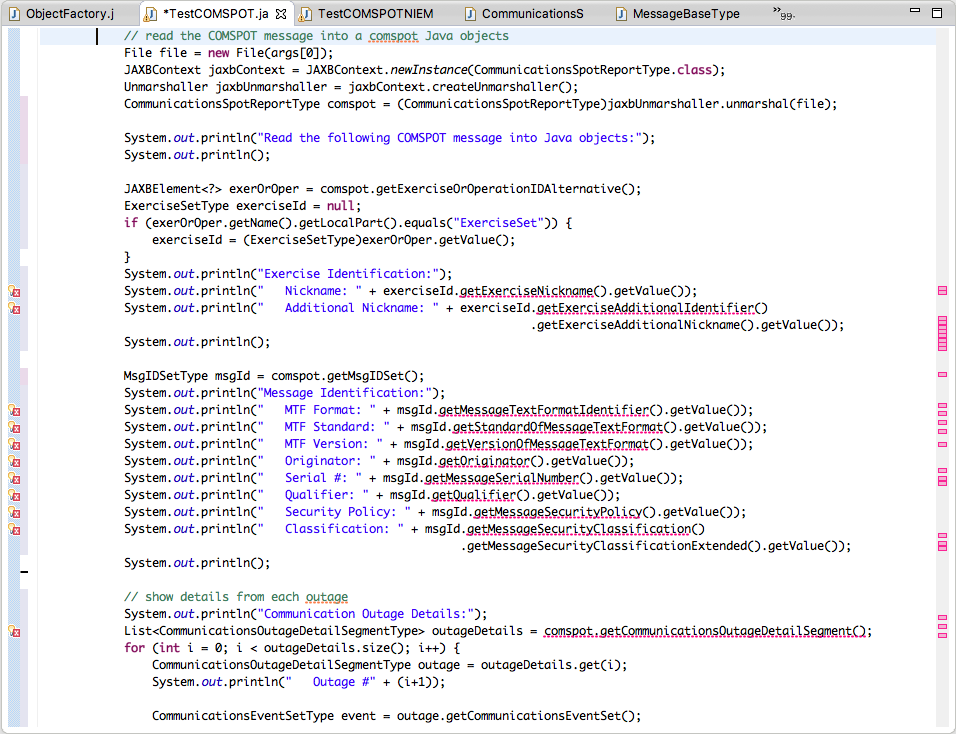 ObjectFactory.j *TestCOMSPOT.ja TestCOMSPOTNIEM CommunicationsS MessageBaseType »99
// read the COMSPOT message into a comspot Java objects
File file = new File(args[0]);
JAXBContext jaxbContext = JAXBContext.newInstance(CommunicationsSpotReportType.class);
Unmarshaller jaxbUnmarshaller = jaxbContext.createUnmarshaller();
CommunicationsSpotReportType comspot = (CommunicationsSpotReportType)jaxbUnmarshaller.unmarshal(file);
System.out.println("Read the following COMSPOT message into Java objects:");
System.out.println();
JAXBElement<?> exerOrOper = comspot.getExerciseOrOperationIDAlternative();
ExerciseSetType exerciseId = null;
if (exerOrOper.getName().getLocalPart().equals("ExerciseSet")) {
exerciseId = (ExerciseSetType)exerOrOper.getValue();
}
System.out.println("Exercise Identification:");
System.out.println("   Nickname: " + exerciseId.getExerciseNickname().getValue());
System.out.println("   Additional Nickname: " + exerciseId.getExerciseAdditionalIdentifier()
.getExerciseAdditionalNickname().getValue());
System.out.println();
MsgIDSetType msgId = comspot.getMsgIDSet();
System.out.println("Message Identification:");
System.out.println("   MTF Format: " + msgId.getMessageTextFormatIdentifier().getValue());
System.out.println("   MTF Standard: " + msgId.getStandardOfMessageTextFormat().getValue());
System.out.println("   MTF Version: " + msgId.getVersionOfMessageTextFormat().getValue());
System.out.println("   Originator: " + msgId.getOriginator().getValue());
System.out.println("   Serial #: " + msgId.getMessageSerialNumber().getValue());
System.out.println("   Qualifier: " + msgId.getQualifier().getValue());
System.out.println("   Security Policy: " + msgId.getMessageSecurityPolicy().getValue());
System.out.println("   Classification: " + msgId.getMessageSecurityClassification()
.getMessageSecurityClassificationExtended().getValue());
System.out.println();
// show details from each outage
System.out.println("Communication Outage Details:");
List<CommunicationsOutageDetailSegmentType> outageDetails = comspot.getCommunicationsOutageDetailSegment();
for (int i = 0; i < outageDetails.size(); i++) {
CommunicationsOutageDetailSegmentType outage = outageDetails.get(i);
System.out.println("   Outage #" + (i+1));
CommunicationsEventSetType event = outage.getCommunicationsEventSet();